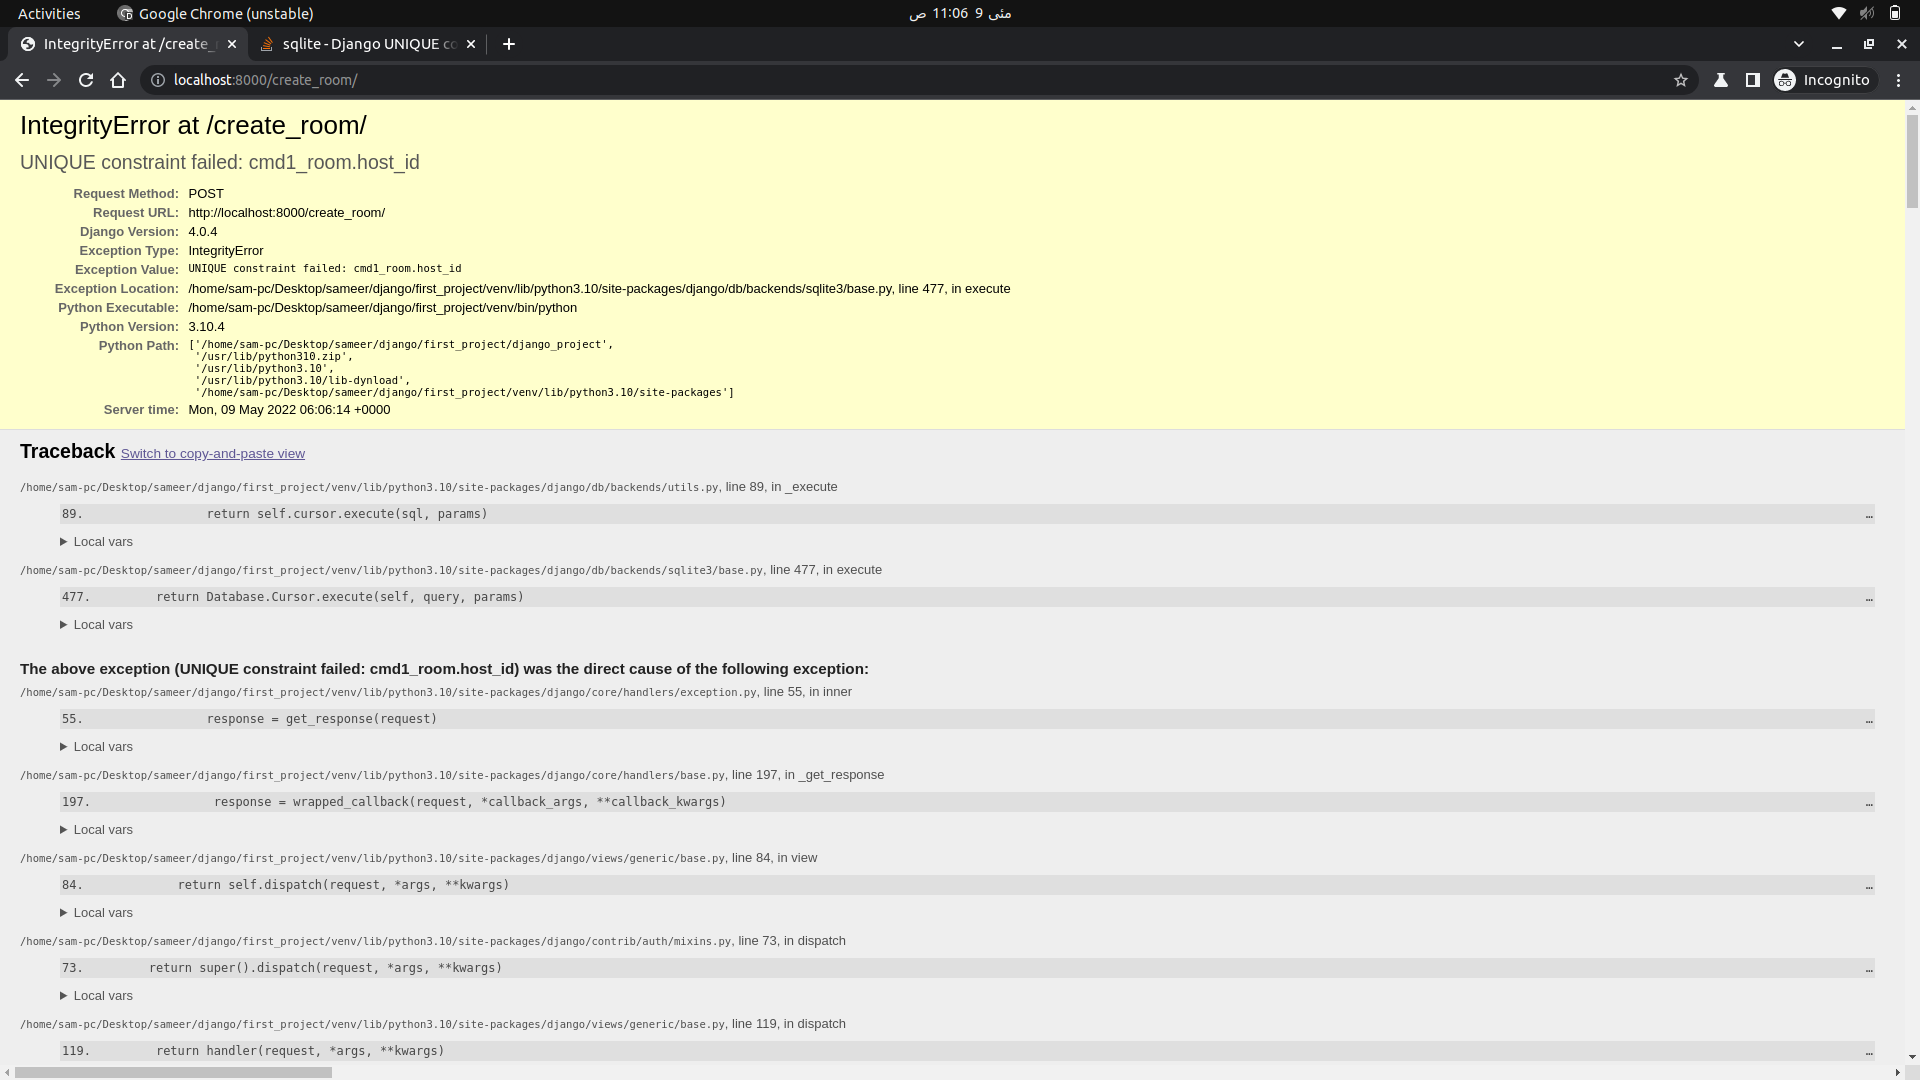 Activities
Google Chrome (unstable)
مئی 9 11:06 ص
IntegrityError at /create_
sqlite - Django UNIQUE co
localhost:8000/create_room/
Incognito
IntegrityError at /create_room/
UNIQUE constraint failed: cmd1_room.host_id
Request Method: POST
Request URL: http://localhost:8000/create_room/
Django Version: 4.0.4
Exception Type: IntegrityError
Exception Value: UNIQUE constraint failed: cmd1_room.host_id
Exception Location: /home/sam-pc/Desktop/sameer/django/first_project/venv/lib/python3.10/site-packages/django/db/backends/sqlite3/base.py, line 477, in execute
Python Executable: /home/sam-pc/Desktop/sameer/django/first_project/venv/bin/python
Python Version: 3.10.4
Python Path: ['/home/sam-pc/Desktop/sameer/django/first_project/django_project',
'/usr/lib/python310.zip',
'/usr/lib/python3.10',
'/usr/lib/python3.10/lib-dynload',
'/home/sam-pc/Desktop/sameer/django/first_project/venv/lib/python3.10/site-packages']
Server time: Mon, 09 May 2022 06:06:14 +0000
Traceback Switch to copy-and-paste view
/home/sam-pc/Desktop/sameer/django/first_project/venv/lib/python3.10/site-packages/django/db/backends/utils.py, line 89, in _execute
89. return self.cursor.execute(sql, params) …
▶ Local vars
/home/sam-pc/Desktop/sameer/django/first_project/venv/lib/python3.10/site-packages/django/db/backends/sqlite3/base.py, line 477, in execute
477. return Database.Cursor.execute(self, query, params) …
▶ Local vars
The above exception (UNIQUE constraint failed: cmd1_room.host_id) was the direct cause of the following exception:
/home/sam-pc/Desktop/sameer/django/first_project/venv/lib/python3.10/site-packages/django/core/handlers/exception.py, line 55, in inner
55. response = get_response(request) …
▶ Local vars
/home/sam-pc/Desktop/sameer/django/first_project/venv/lib/python3.10/site-packages/django/core/handlers/base.py, line 197, in _get_response
197. response = wrapped_callback(request, *callback_args, **callback_kwargs) …
▶ Local vars
/home/sam-pc/Desktop/sameer/django/first_project/venv/lib/python3.10/site-packages/django/views/generic/base.py, line 84, in view
84. return self.dispatch(request, *args, **kwargs) …
▶ Local vars
/home/sam-pc/Desktop/sameer/django/first_project/venv/lib/python3.10/site-packages/django/contrib/auth/mixins.py, line 73, in dispatch
73. return super().dispatch(request, *args, **kwargs) …
▶ Local vars
/home/sam-pc/Desktop/sameer/django/first_project/venv/lib/python3.10/site-packages/django/views/generic/base.py, line 119, in dispatch
119. return handler(request, *args, **kwargs) …